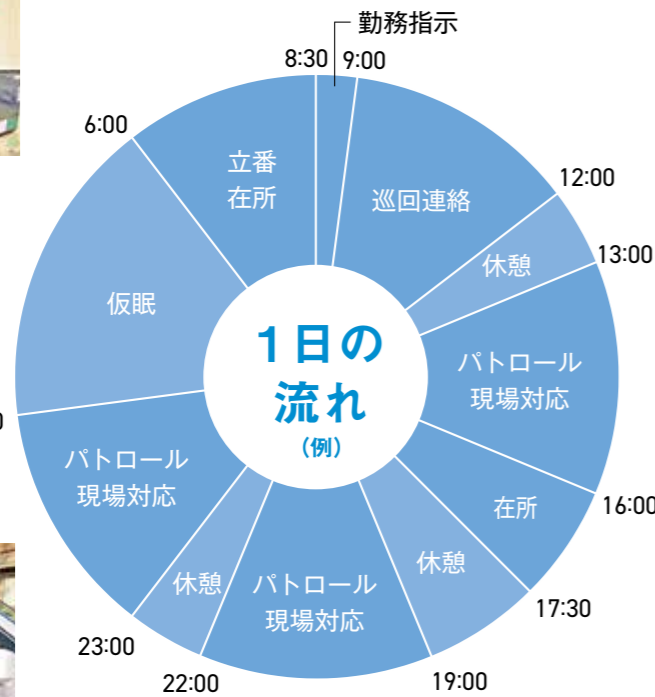 勤務指示
8:30
9:00
巡回連絡
12:00
休憩
13:00
パトロール
現場対応
16:00
在所
17:30
休憩
19:00
パトロール
現場対応
22:00
休憩
23:00
パトロール
現場対応
仮眠
6:00
立番
在所
1日の
流れ
(例)